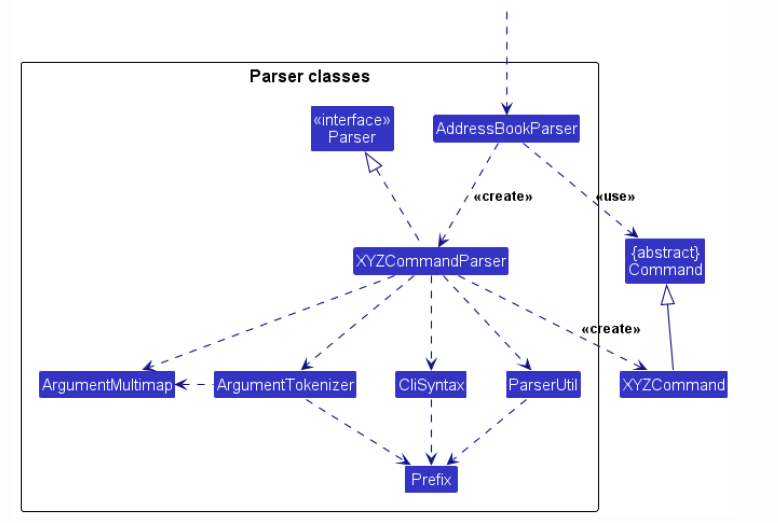 Parser classes
«interface»
Parser
AddressBookParser
«create»
«use»
{abstract}
Command
XYZCommandParser
«create»
ArgumentMultimap
ArgumentTokenizer
CliSyntax
ParserUtil
XYZCommand
Prefix